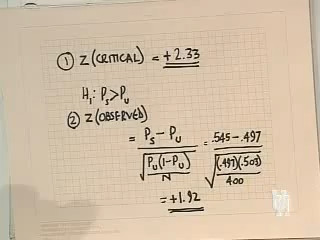 ① Z (CRITICAL) = +2.33
H₁: Pₛ > Pᵤ
② Z (OBSERVED)
= (Pₛ - Pᵤ) / √(Pᵤ(1-Pᵤ) / N) = (.545 - .497) / √((.497)(.503) / 400)
= +1.92